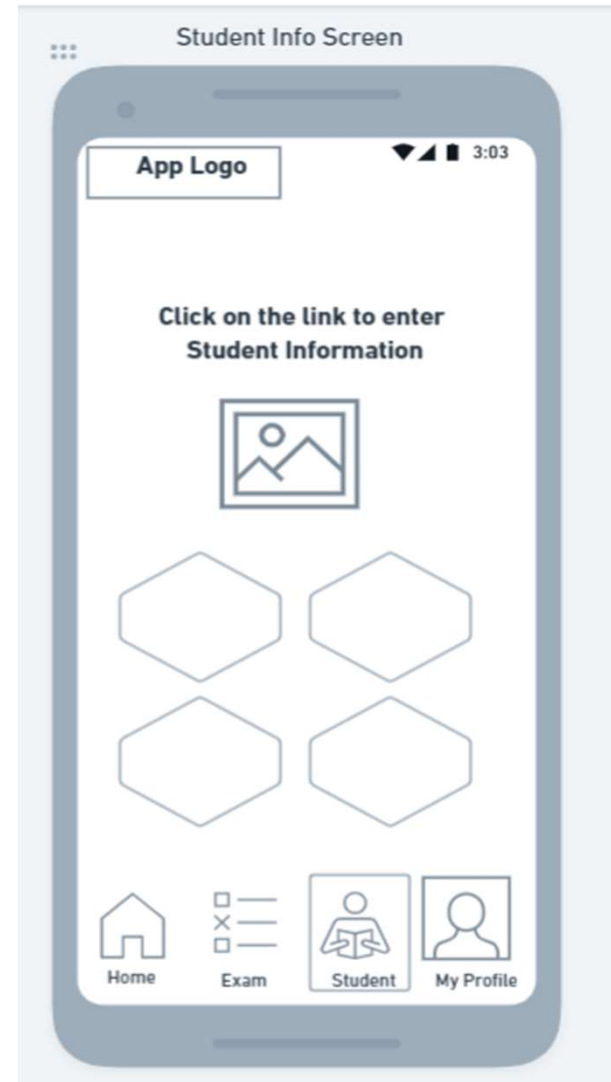 Student Info Screen
App Logo
3:03
Click on the link to enter
Student Information
Home
Exam
Student
My Profile